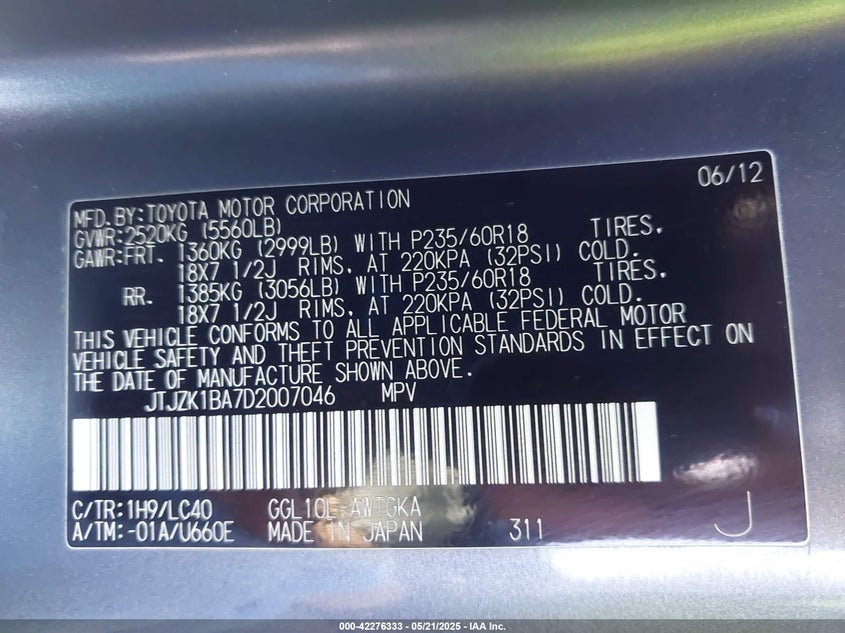 06/12
MFD.BY:TOYOTA MOTOR CORPORATION
GVWR:2520KG (5560LB)
GAWR:FRT. 1360KG (2999LB) WITH P235/60R18 TIRES,
18X7 1/2J RIMS, AT 220KPA (32PSI) COLD.
RR. 1385KG (3056LB) WITH P235/60R18 TIRES,
18X7 1/2J RIMS, AT 220KPA (32PSI) COLD.
THIS VEHICLE CONFORMS TO ALL APPLICABLE FEDERAL MOTOR
VEHICLE SAFETY AND THEFT PREVENTION STANDARDS IN EFFECT ON
THE DATE OF MANUFACTURE SHOWN ABOVE.
JTJZK1BA7D2007046 MPV
C/TR:1H9/LC40 GGL10L-AWTGKA
A/TM:-01A/U660E MADE IN JAPAN 311 J
000-42276333 - 05/21/2025 - IAA Inc.